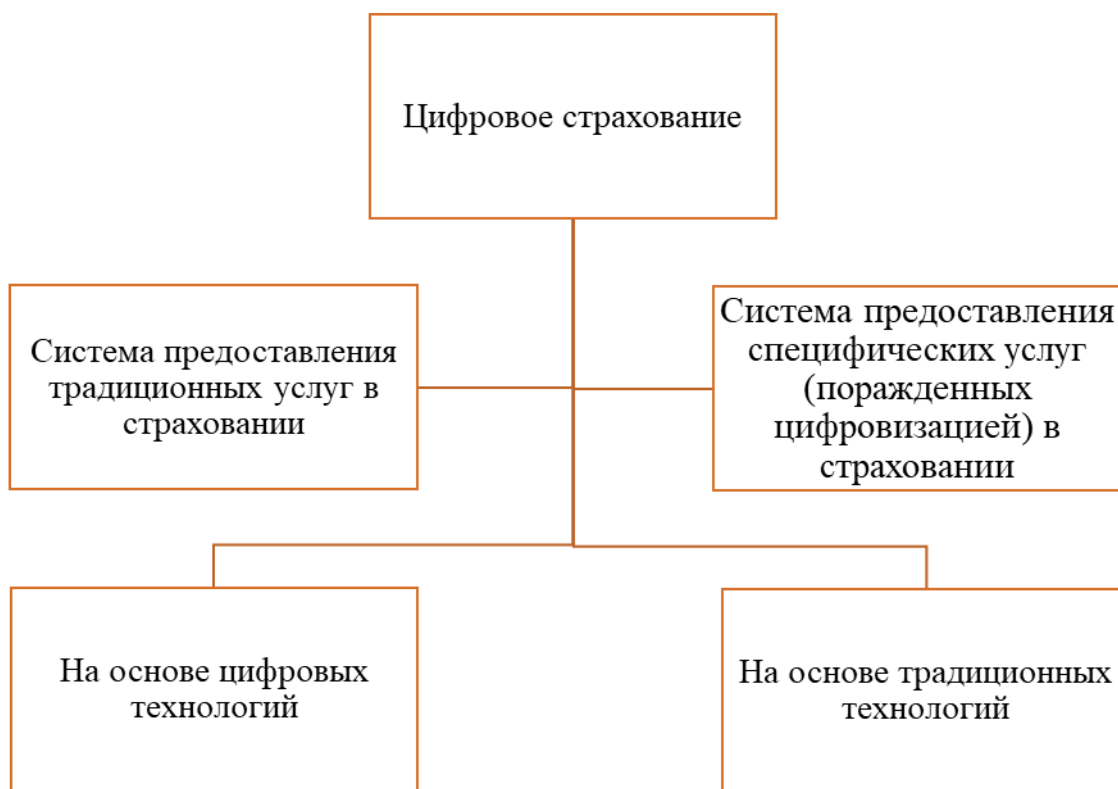 Цифровое страхование
Система предоставления
традиционных услуг в
страховании
Система предоставления
специфических услуг
(поражденных
цифровизацией) в
страховании
На основе цифровых
технологий
На основе традиционных
технологий